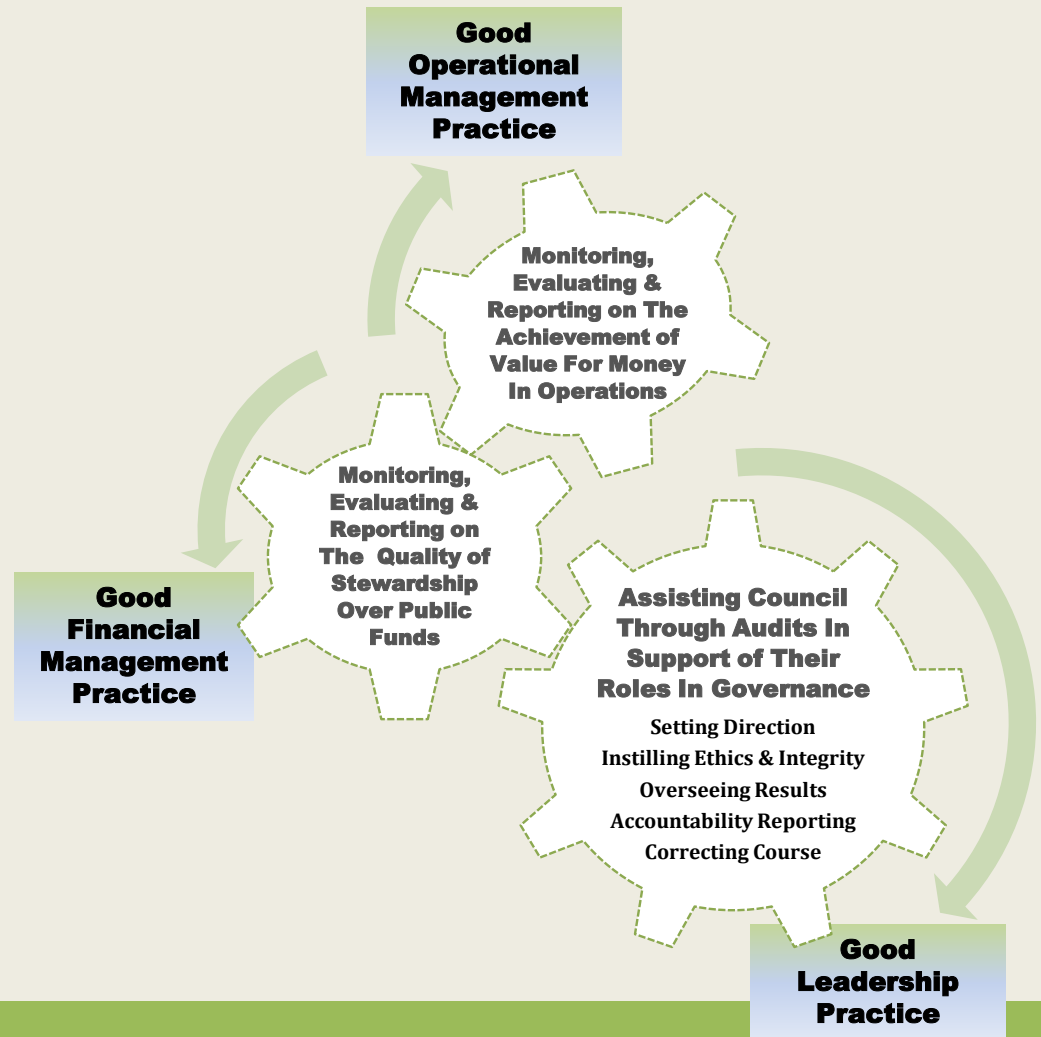 Good
Operational
Management
Practice
Monitoring,
Evaluating &
Reporting on The
Achievement of
Value For Money
In Operations
Monitoring,
Evaluating &
Reporting on
The Quality of
Stewardship
Over Public
Funds
Good
Financial
Management
Practice
Assisting Council
Through Audits In
Support of Their
Roles In Governance
Setting Direction
Instilling Ethics & Integrity
Overseeing Results
Accountability Reporting
Correcting Course
Good
Leadership
Practice